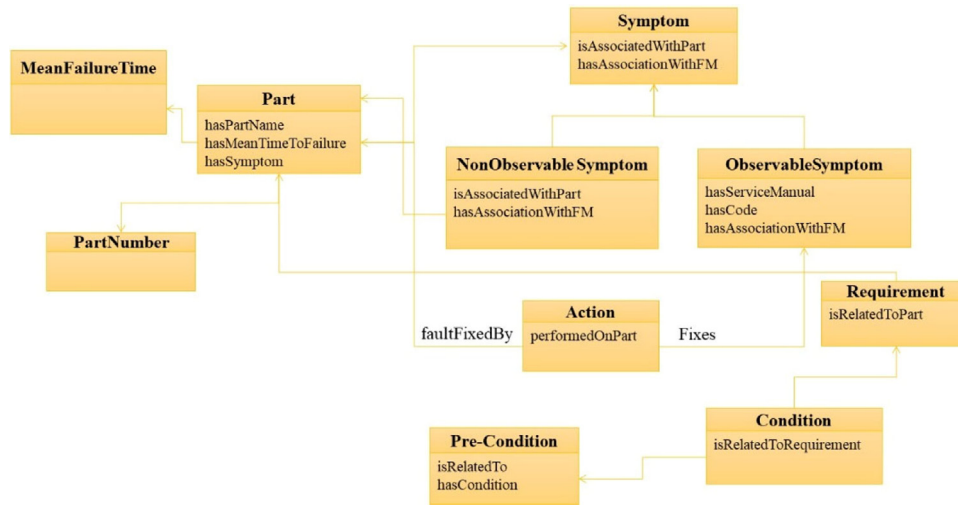 Symptom
isAssociatedWithPart
hasAssociationWithFM
MeanFailureTime
Part
hasPartName
hasMeanTimeToFailure
hasSymptom
NonObservable Symptom
isAssociatedWithPart
hasAssociationWithFM
ObservableSymptom
hasServiceManual
hasCode
hasAssociationWithFM
PartNumber
Requirement
isRelatedToPart
Action
performedOnPart
faultFixedBy
Fixes
Condition
isRelatedToRequirement
Pre-Condition
isRelatedTo
hasCondition